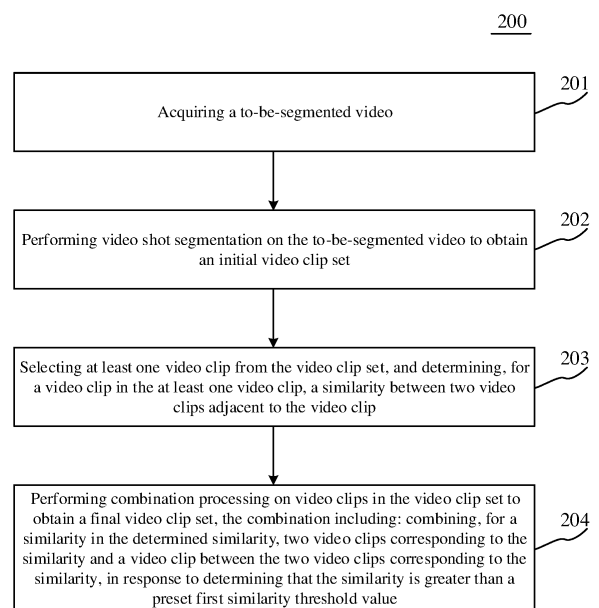 200
201
Acquiring a to-be-segmented video
202
Performing video shot segmentation on the to-be-segmented video to obtain
an initial video clip set
203
Selecting at least one video clip from the video clip set, and determining, for
a video clip in the at least one video clip, a similarity between two video
clips adjacent to the video clip
204
Performing combination processing on video clips in the video clip set to
obtain a final video clip set, the combination including: combining, for a
similarity in the determined similarity, two video clips corresponding to the
similarity and a video clip between the two video clips corresponding to the
similarity, in response to determining that the similarity is greater than a
preset first similarity threshold value